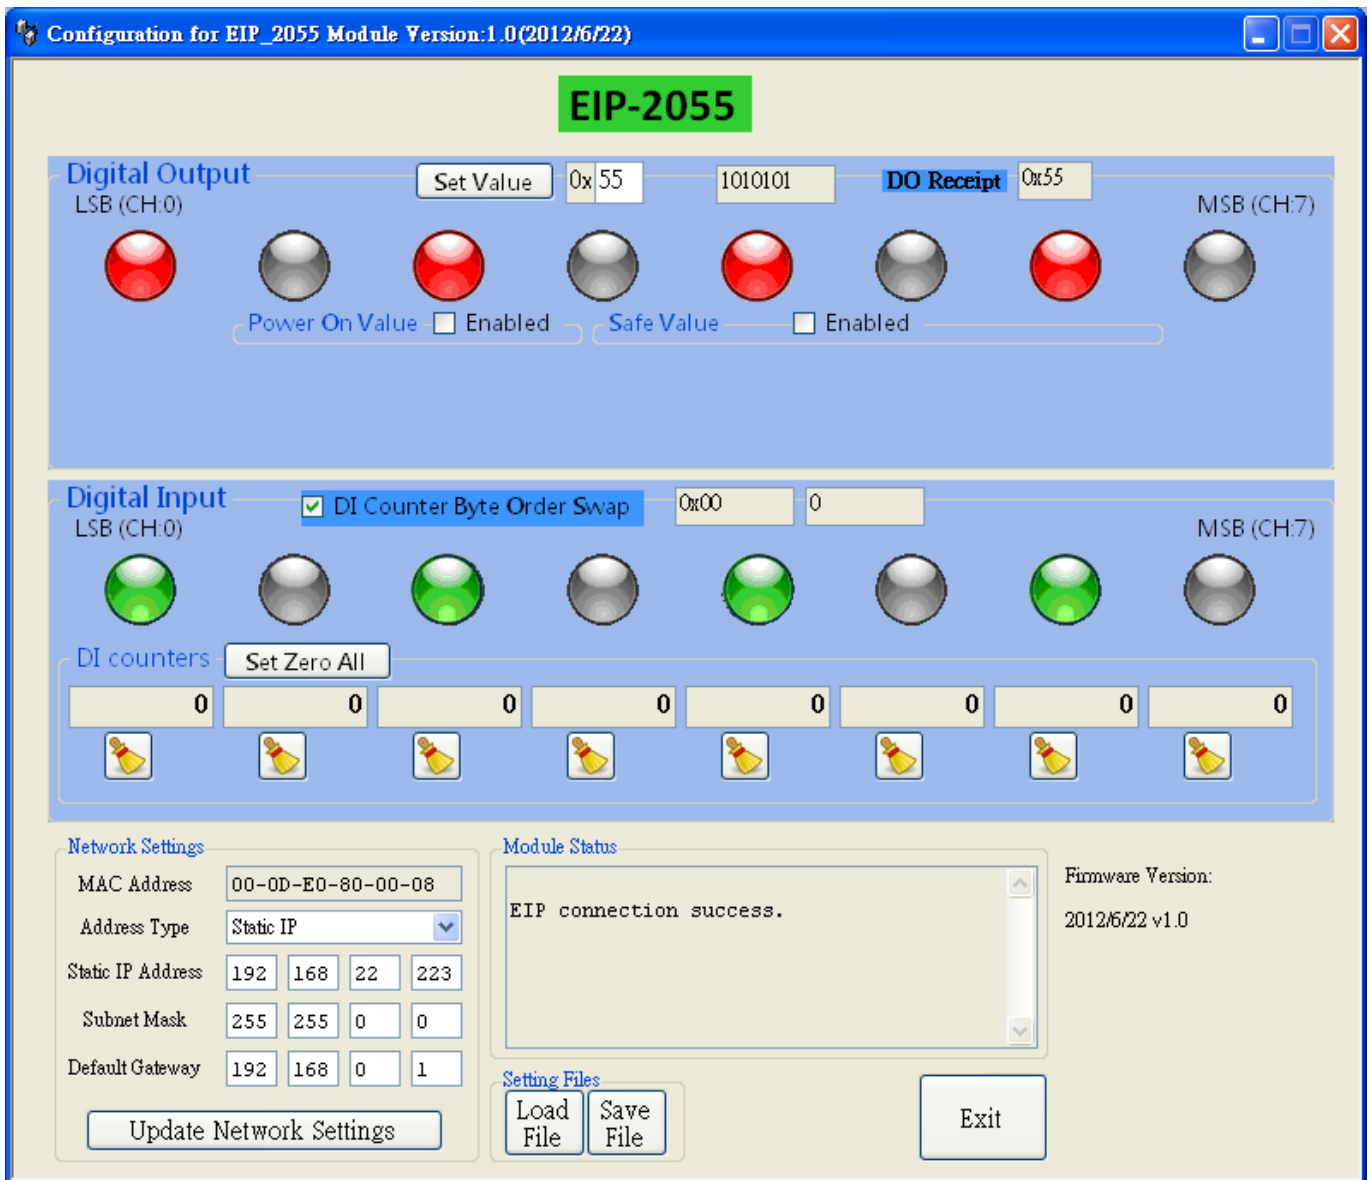 Configuration for EIP_2055 Module Version:1.0(2012/6/22)
EIP-2055
Digital Output Set Value 0x 55 1010101 DO Receipt 0x55
LSB (CH:0) MSB (CH:7)
Power On Value Enabled Safe Value Enabled
Digital Input DI Counter Byte Order Swap 0x00 0
LSB (CH:0) MSB (CH:7)
DI counters Set Zero All
0 0 0 0 0 0 0 0
Network Settings
MAC Address 00-0D-E0-80-00-08
Address Type Static IP
Static IP Address 192 168 22 223
Subnet Mask 255 255 0 0
Default Gateway 192 168 0 1
Update Network Settings
Module Status
EIP connection success.
Setting Files
Load File
Save File
Exit
Firmware Version:
2012/6/22 v1.0